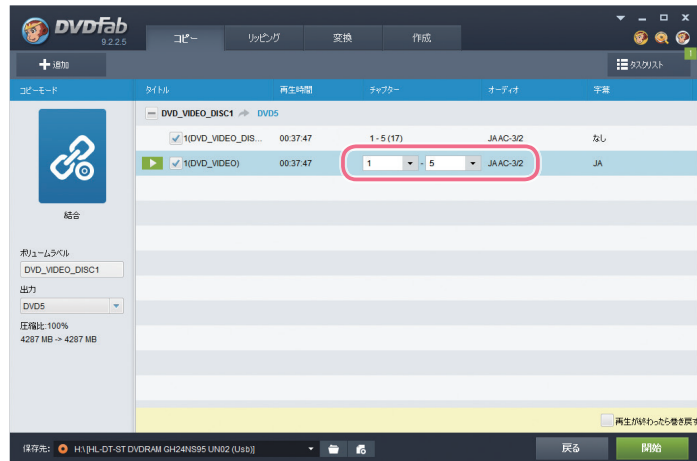 DVDFab
9.2.2.5
コピー リッピング 変換 作成
追加
タスクリスト 1
コピーモード タイトル 再生時間 チャプター オーディオ 字幕
DVD_VIDEO_DISC1 DVD5
1(DVD_VIDEO_DIS... 00:37:47 1 - 5 (17) JA AC-3/2 なし
1(DVD_VIDEO) 00:37:47 1 - 5 JA AC-3/2 JA
結合
ボリュームラベル
DVD_VIDEO_DISC1
出力
DVD5
圧縮比:100%
4287 MB -> 4287 MB
再生が終わったら巻き戻す
保存先: H:\[HL-DT-ST DVDRAM GH24NS95 UN02 (Usb)] 戻る 開始